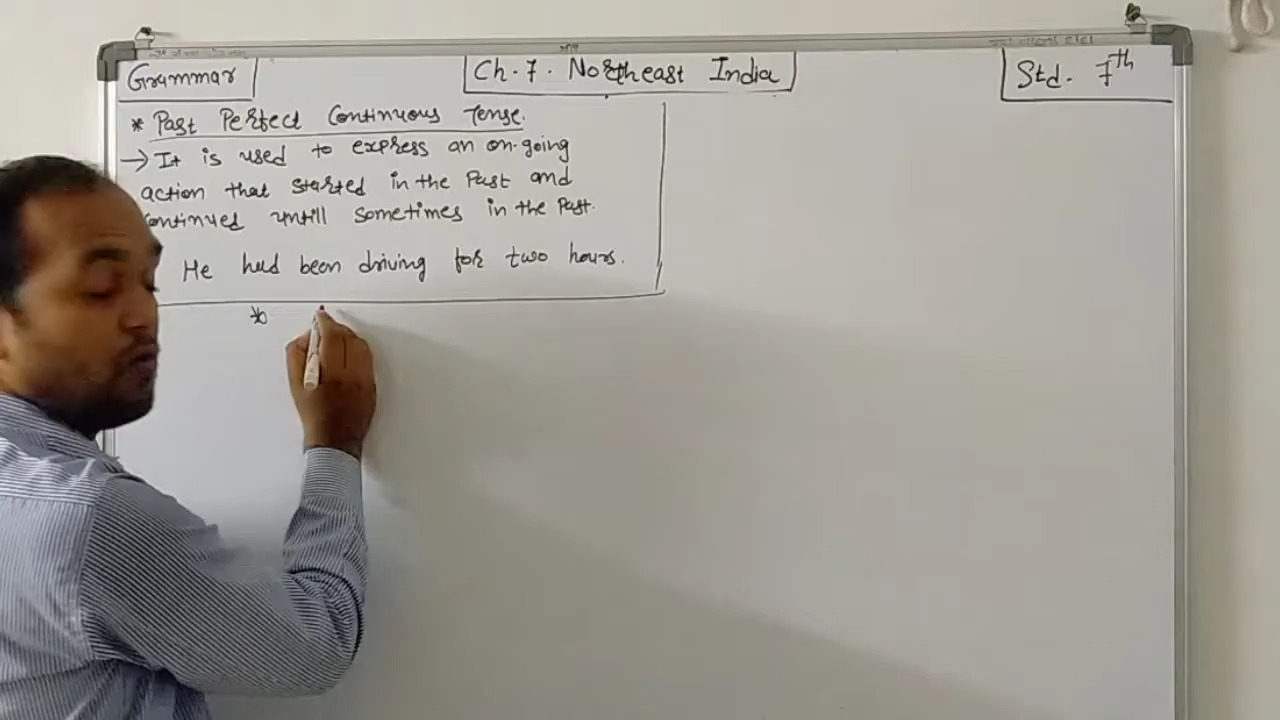 Grammar
Ch. 7. Northeast India
Std. 7th
* Past Perfect Continuous Tense.
→ It is used to express an on-going
action that started in the Past and
continued untill sometimes in the Past.
He had been driving for two hours.
*